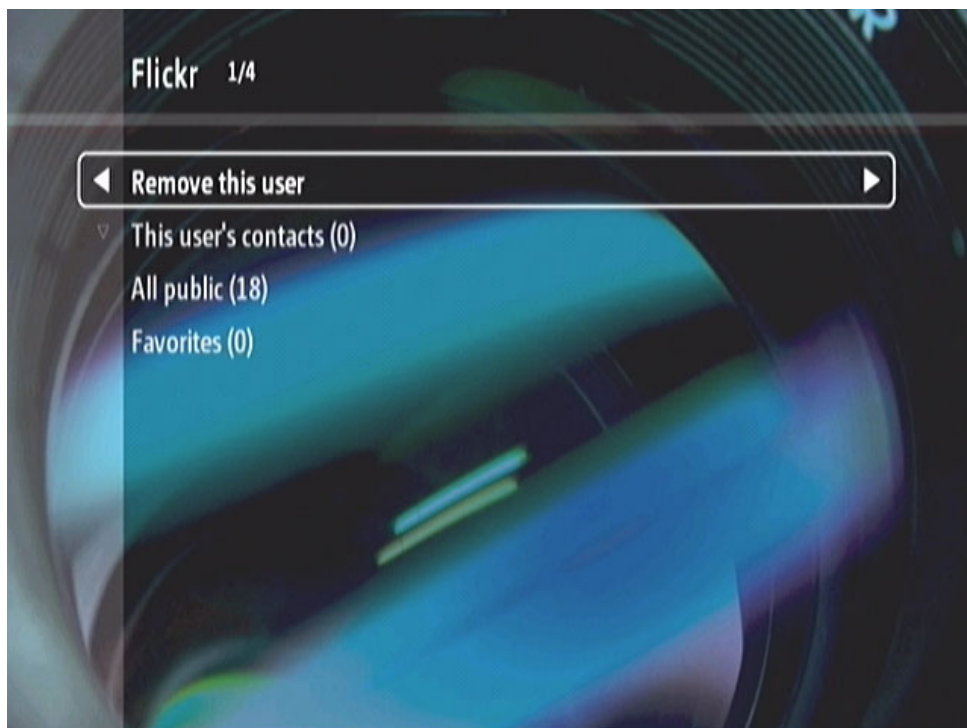 Flickr 1/4
Remove this user
This user's contacts (0)
All public (18)
Favorites (0)